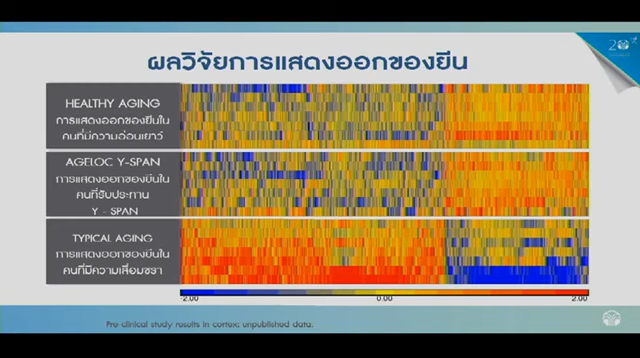 20
ผลวิจัยการแสดงออกของยีน
HEALTHY AGING
การแสดงออกของยีนใน
คนที่มีความอ่อนเยาว์
AGELOC Y-SPAN
การแสดงออกของยีนใน
คนที่รับประทาน
Y - SPAN
TYPICAL AGING
การแสดงออกของยีนใน
คนที่มีความเสื่อมชรา
-2.00 0.00 2.00
Pre-clinical study results in cortex; unpublished data.